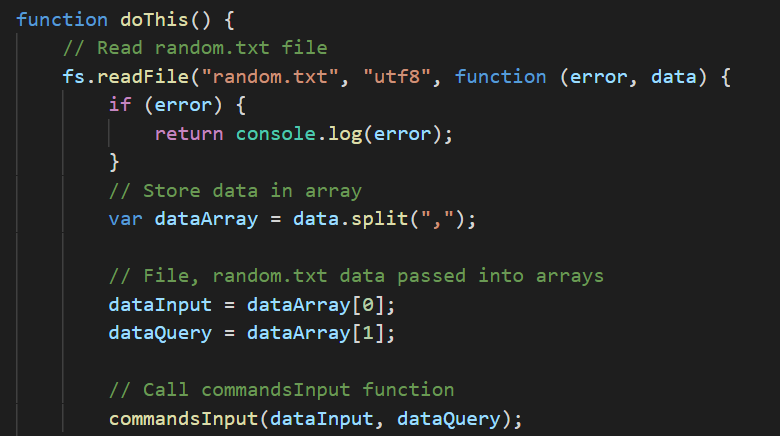 function doThis() {
    // Read random.txt file
    fs.readFile("random.txt", "utf8", function (error, data) {
        if (error) {
            return console.log(error);
        }
        // Store data in array
        var dataArray = data.split(",");

        // File, random.txt data passed into arrays
        dataInput = dataArray[0];
        dataQuery = dataArray[1];

        // Call commandsInput function
        commandsInput(dataInput, dataQuery);